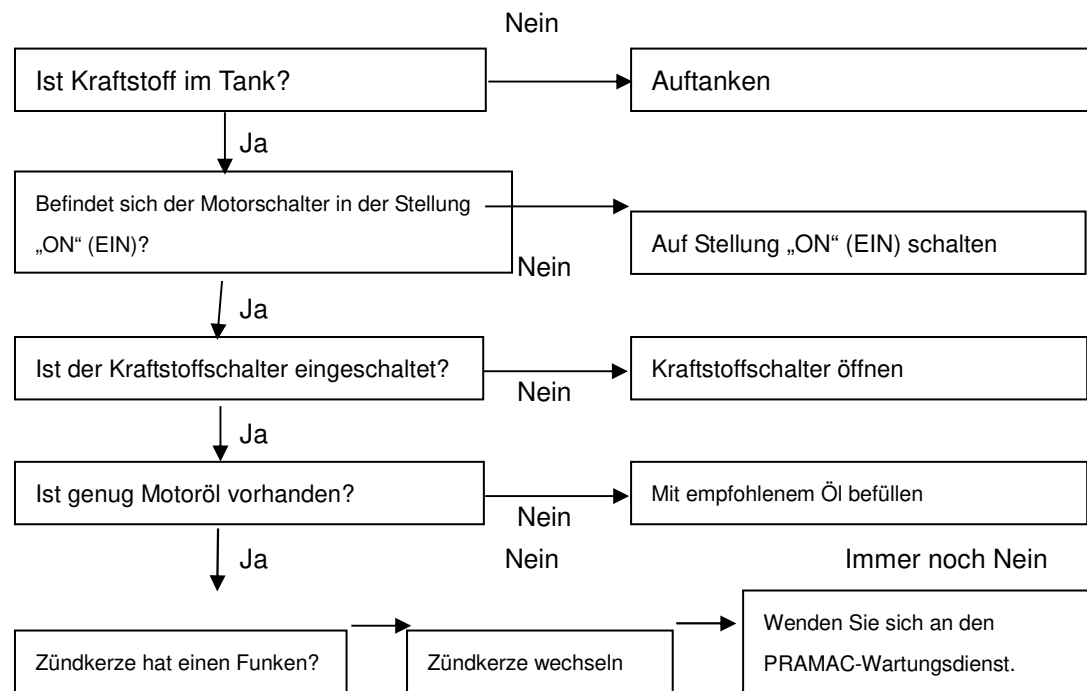 Nein
Ist Kraftstoff im Tank?
Auftanken
Ja
Befindet sich der Motorschalter in der Stellung
„ON“ (EIN)?
Auf Stellung „ON“ (EIN) schalten
Nein
Ja
Ist der Kraftstoffschalter eingeschaltet?
Kraftstoffschalter öffnen
Nein
Ja
Ist genug Motoröl vorhanden?
Mit empfohlenem Öl befüllen
Nein
Ja
Nein
Immer noch Nein
Zündkerze hat einen Funken?
Zündkerze wechseln
Wenden Sie sich an den
PRAMAC-Wartungsdienst.